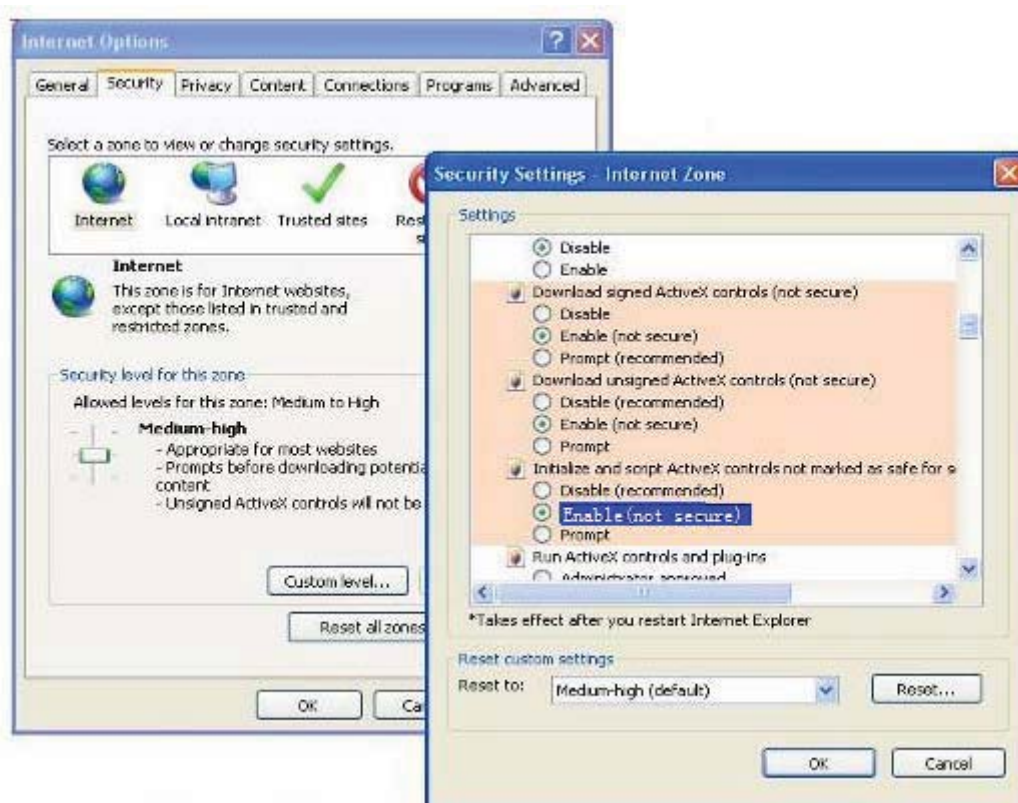 Internet Options
General Security Privacy Content Connections Programs Advanced
Select a zone to view or change security settings.
Internet Local intranet Trusted sites
Internet
This zone is for Internet websites,
except those listed in trusted and
restricted zones.
Security level for this zone
Allowed levels for this zone: Medium to High
Medium-high
- Appropriate for most websites
- Prompts before downloading
content
- Unsigned ActiveX controls will not be
Custom level...
Reset all zones
OK
Security Settings - Internet Zone
Settings
Disable
Enable
Download signed ActiveX controls (not secure)
Disable
Enable (not secure)
Prompt (recommended)
Download unsigned ActiveX controls (not secure)
Disable (recommended)
Enable (not secure)
Prompt
Initialize and script ActiveX controls not marked as safe for s
Disable (recommended)
Enable(not secure)
Prompt
Run ActiveX controls and plug-ins
Administrator approved
*Takes effect after you restart Internet Explorer
Reset custom settings
Reset to: Medium-high (default) Reset...
OK Cancel